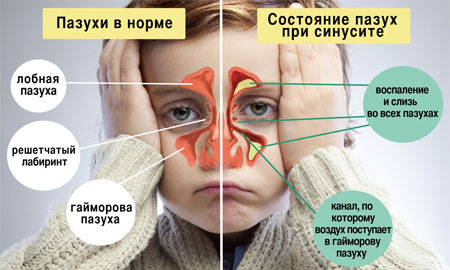 Пазухи в норме
Состояние пазух
при синусите
лобная
пазуха
решетчатый
лабиринт
гайморова
пазуха
воспаление
и слизь
во всех пазухах
канал, по
которому
воздух поступает
в гайморову
пазуху